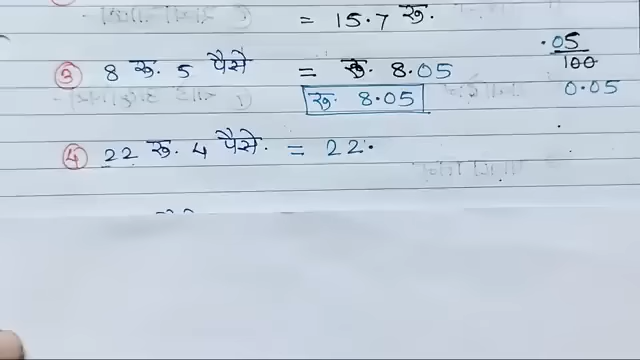 = 15.7 रू.
③ 8 रू. 5 पैसे = रू. 8.05
रू. 8.05
.05
100
0.05
④ 22 रू. 4 पैसे. = 22.